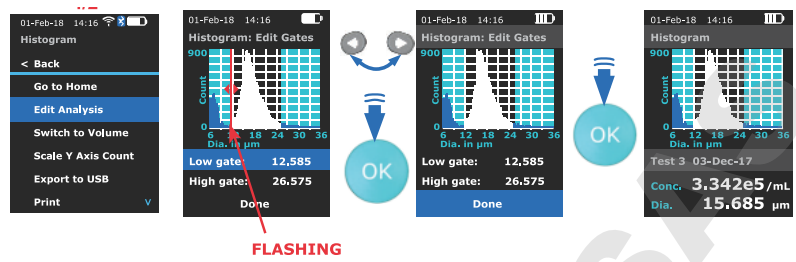 01-Feb-18 14:16
Histogram
< Back
Go to Home
Edit Analysis
Switch to Volume
Scale Y Axis Count
Export to USB
Print
01-Feb-18 14:16
Histogram: Edit Gates
900
Count
0
6 12 18 24 30 36
Dia. in µm
Low gate: 12,585
High gate: 26.575
Done
FLASHING
OK
01-Feb-18 14:16
Histogram: Edit Gates
900
Count
0
6 12 18 24 30 36
Dia. in µm
Low gate: 12,585
High gate: 26.575
Done
OK
01-Feb-18 14:16
Histogram
900
Count
0
6 12 18 24 30 36
Dia. in µm
Test 3 03-Dec-17
Conc. 3.342e5/mL
Dia. 15.685 µm